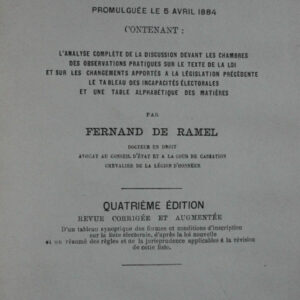 PROMULGUÉE LE 5 AVRIL 1884
CONTENANT :
L'ANALYSE COMPLÈTE DE LA DISCUSSION DEVANT LES CHAMBRES
DES OBSERVATIONS PRATIQUES SUR LE TEXTE DE LA LOI
ET SUR LES CHANGEMENTS APPORTÉS A LA LÉGISLATION PRÉCÉDENTE
LE TABLEAU DES INCAPACITÉS ÉLECTORALES
ET UNE TABLE ALPHABÉTIQUE DES MATIÈRES
PAR
FERNAND DE RAMEL
DOCTEUR EN DROIT
AVOCAT AU CONSEIL D'ÉTAT ET A LA COUR DE CASSATION
CHEVALIER DE LA LÉGION D'HONNEUR
QUATRIÈME ÉDITION
REVUE CORRIGÉE ET AUGMENTÉE
D'un tableau synoptique des formes et conditions d'inscription
sur la liste électorale, d'après la loi nouvelle
et un résumé des règles et de la jurisprudence applicables à la révision
de cette liste.